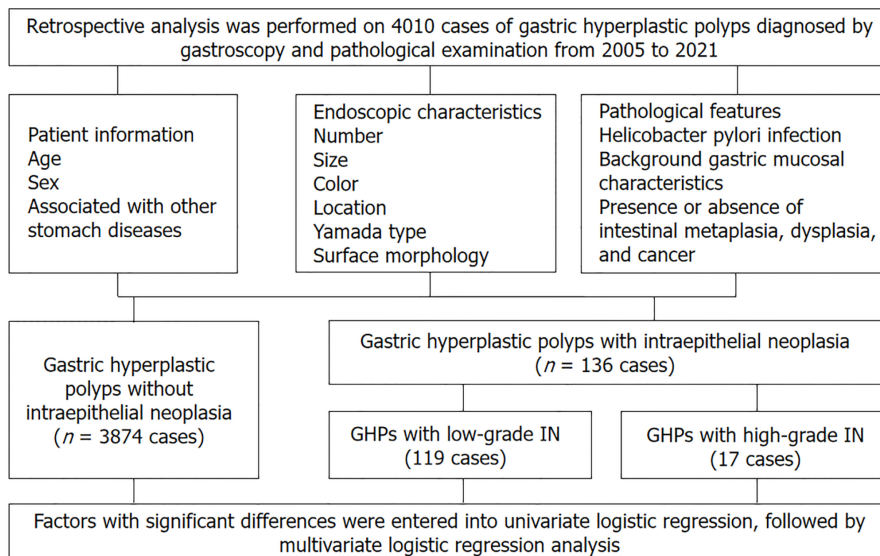 Retrospective analysis was performed on 4010 cases of gastric hyperplastic polyps diagnosed by
gastroscopy and pathological examination from 2005 to 2021
Patient information
Age
Sex
Associated with other
stomach diseases
Endoscopic characteristics
Number
Size
Color
Location
Yamada type
Surface morphology
Pathological features
Helicobacter pylori infection
Background gastric mucosal
characteristics
Presence or absence of
intestinal metaplasia, dysplasia,
and cancer
Gastric hyperplastic
polyps without
intraepithelial neoplasia
(n = 3874 cases)
Gastric hyperplastic polyps with intraepithelial neoplasia
(n = 136 cases)
GHPs with low-grade IN
(119 cases)
GHPs with high-grade IN
(17 cases)
Factors with significant differences were entered into univariate logistic regression, followed by
multivariate logistic regression analysis